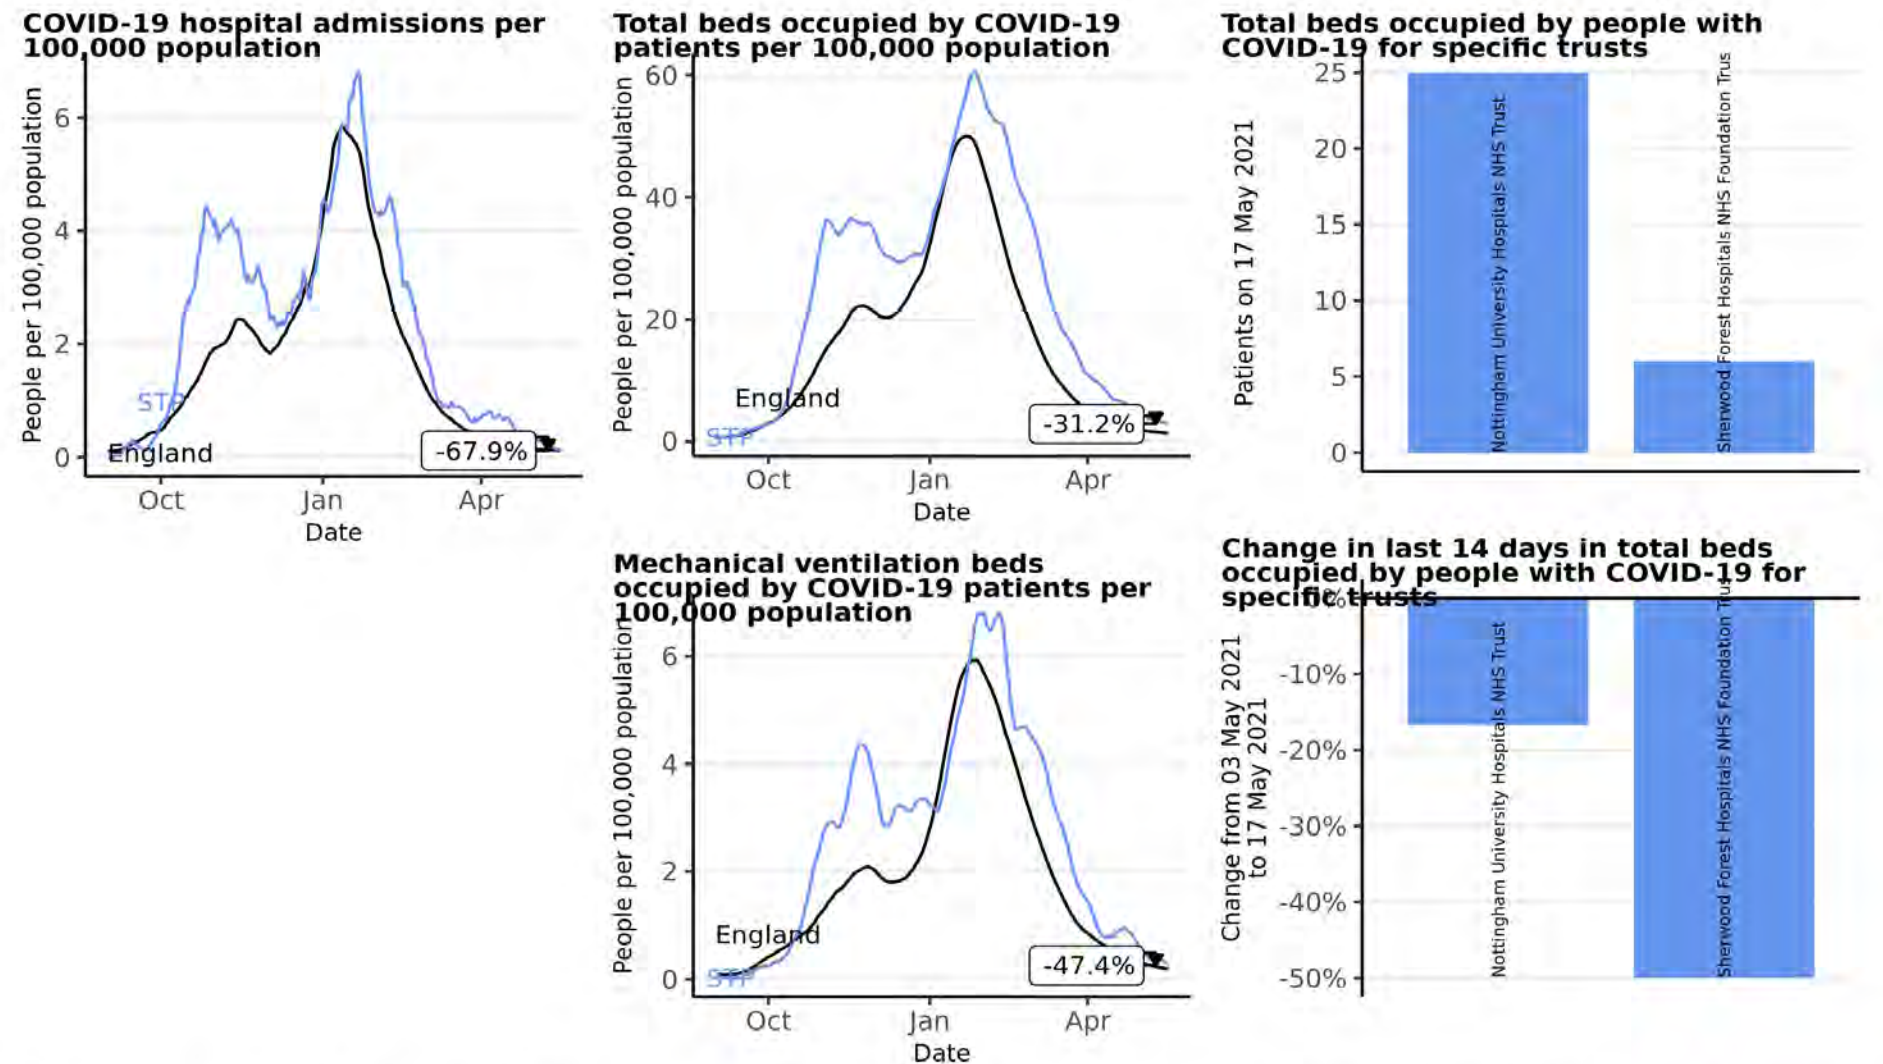 COVID-19 hospital admissions per
100,000 population
People per 100,000 population
6
4
2
0
STP
England
-67.9%
Oct
Jan
Apr
Date
Total beds occupied by COVID-19
patients per 100,000 population
People per 100,000 population
60
40
20
0
England
STP
-31.2%
Oct
Jan
Apr
Date
Total beds occupied by people with
COVID-19 for specific trusts
Patients on 17 May 2021
25
20
15
10
5
0
Nottingham University Hospitals NHS Trust
Sherwood Forest Hospitals NHS Foundation Trus
Mechanical ventilation beds
occupied by COVID-19 patients per
100,000 population
People per 100,000 population
6
4
2
0
England
STP
-47.4%
Oct
Jan
Apr
Date
Change in last 14 days in total beds
occupied by people with COVID-19 for
specific trusts
Change from 03 May 2021
to 17 May 2021
0%
-10%
-20%
-30%
-40%
-50%
Nottingham University Hospitals NHS Trust
Sherwood Forest Hospitals NHS Foundation Trus